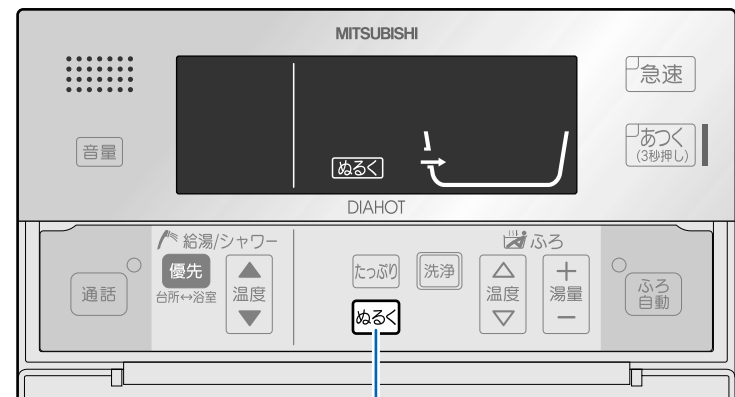 MITSUBISHI
急速
音量
あつく
(3秒押し)
ぬるく
DIAHOT
給湯/シャワー
ふろ
通話
優先
台所↔浴室
温度
たっぷり
洗浄
ぬるく
温度
湯量
ふろ
自動